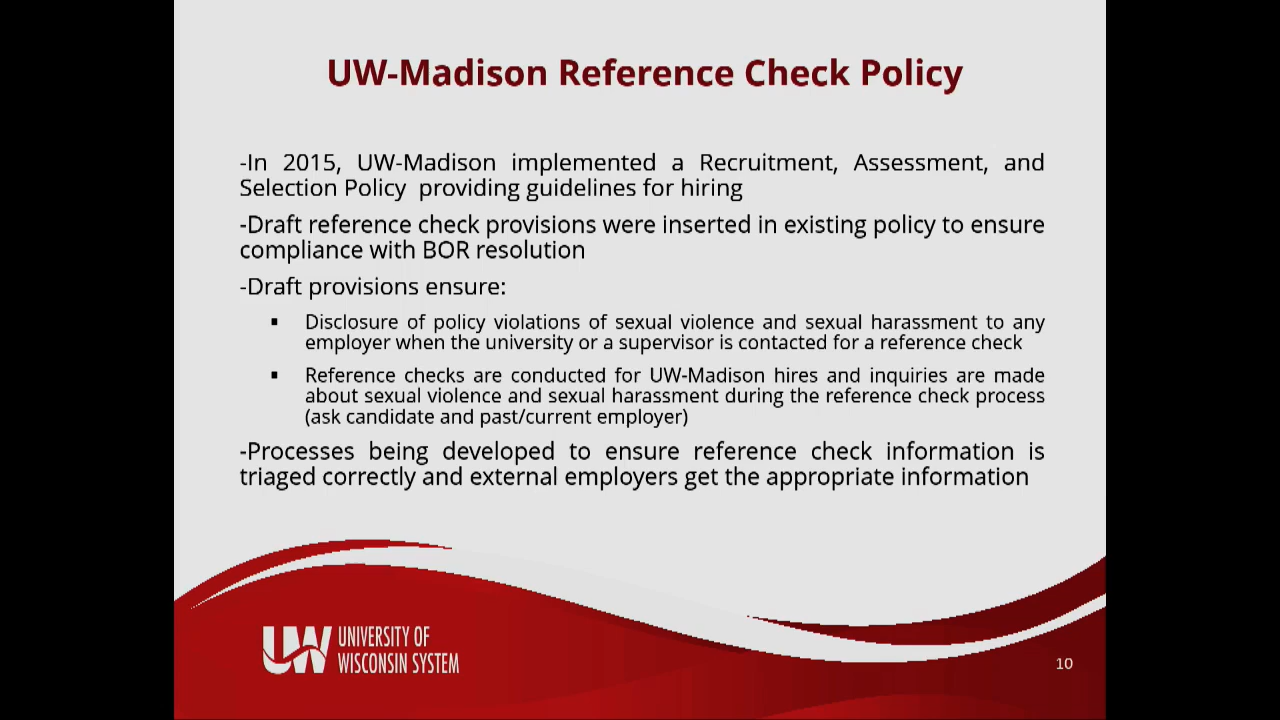 UW-Madison Reference Check Policy
-In 2015, UW-Madison implemented a Recruitment, Assessment, and
Selection Policy providing guidelines for hiring
-Draft reference check provisions were inserted in existing policy to ensure
compliance with BOR resolution
-Draft provisions ensure:
▪ Disclosure of policy violations of sexual violence and sexual harassment to any
employer when the university or a supervisor is contacted for a reference check
▪ Reference checks are conducted for UW-Madison hires and inquiries are made
about sexual violence and sexual harassment during the reference check process
(ask candidate and past/current employer)
-Processes being developed to ensure reference check information is
triaged correctly and external employers get the appropriate information
UW UNIVERSITY OF
WISCONSIN SYSTEM
10